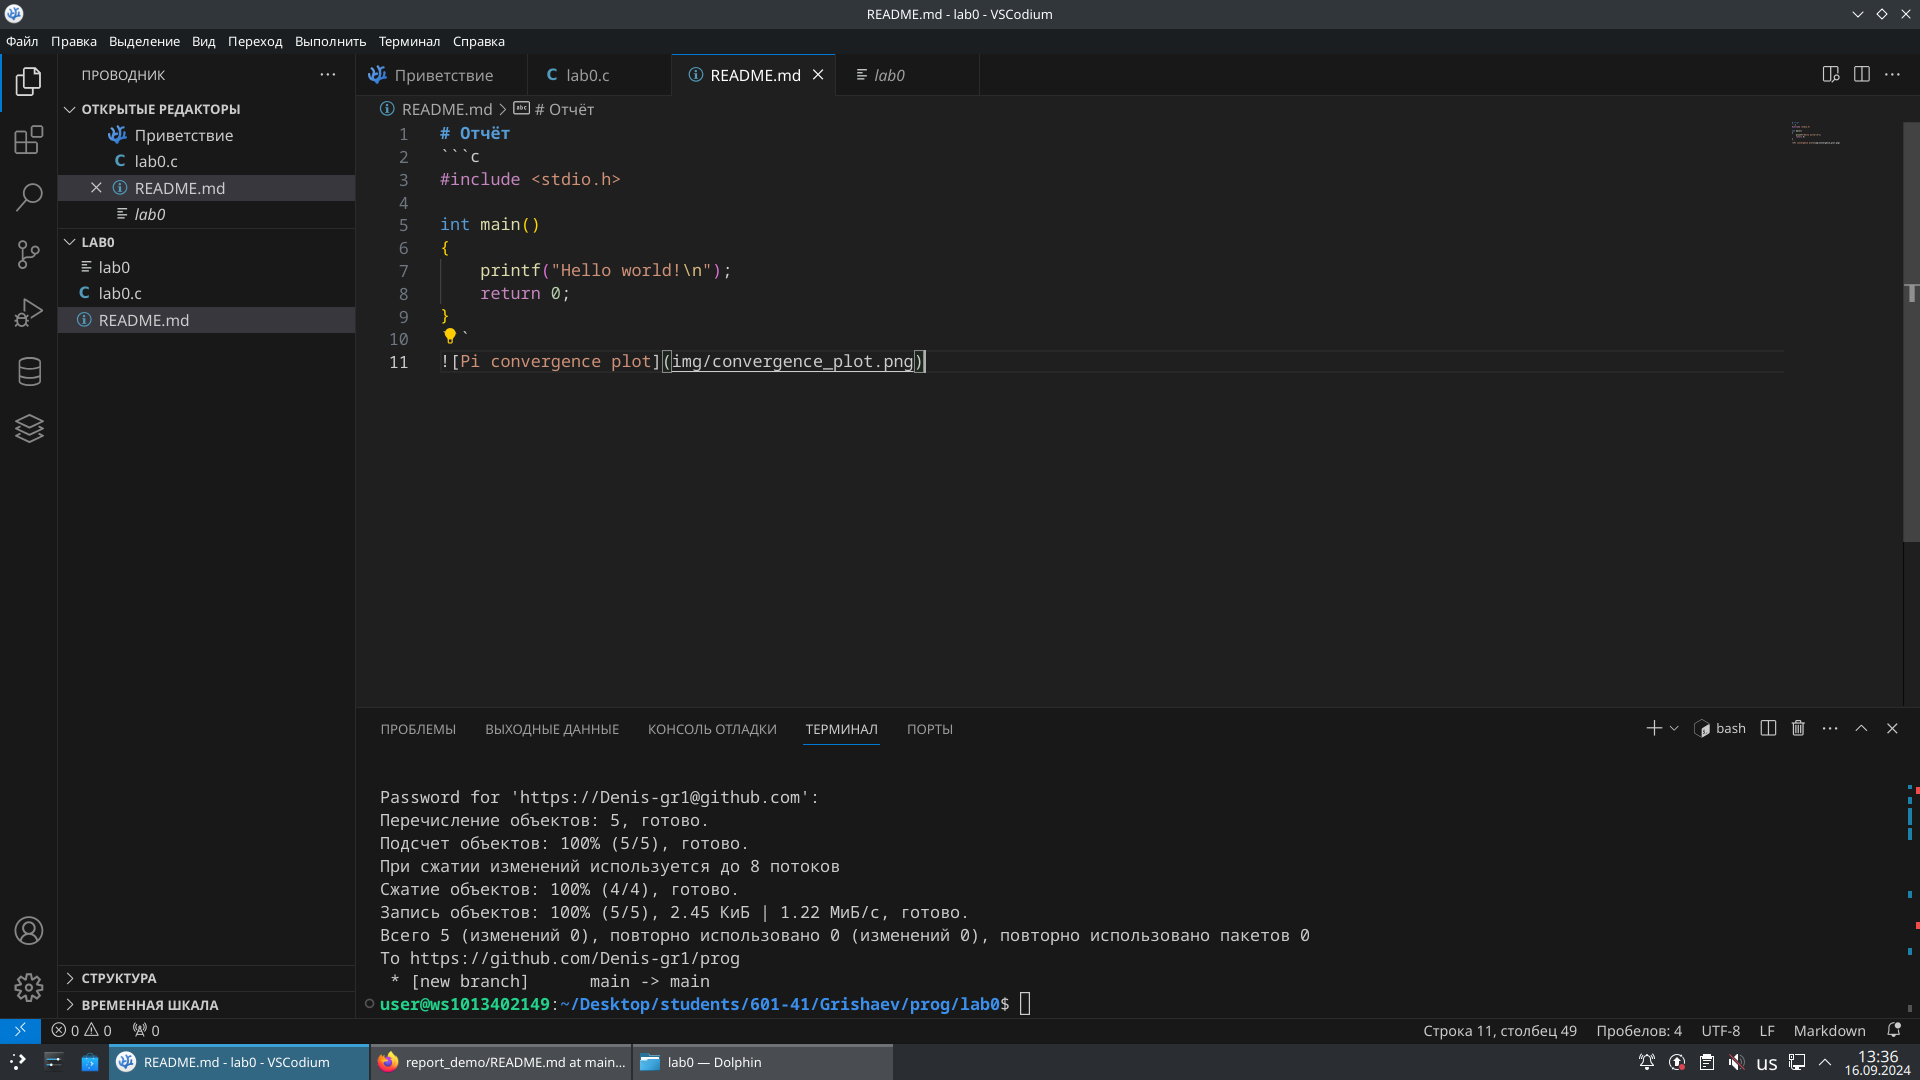 README.md - lab0 - VSCodium
Файл Правка Выделение Вид Переход Выполнить Терминал Справка
ПРОВОДНИК
ОТКРЫТЫЕ РЕДАКТОРЫ
Приветствие
lab0.c
README.md
lab0
LAB0
lab0
lab0.c
README.md
СТРУКТУРА
ВРЕМЕННАЯ ШКАЛА
Приветствие
lab0.c
README.md
lab0
README.md > # Отчёт
1 # Отчёт
2 ```c
3 #include <stdio.h>
4
5 int main()
6 {
7 printf("Hello world!\n");
8 return 0;
9 }
10 `
11 ![Pi convergence plot](img/convergence_plot.png)
ПРОБЛЕМЫ ВЫХОДНЫЕ ДАННЫЕ КОНСОЛЬ ОТЛАДКИ ТЕРМИНАЛ ПОРТЫ
bash
Password for 'https://Denis-gr1@github.com':
Перечисление объектов: 5, готово.
Подсчет объектов: 100% (5/5), готово.
При сжатии изменений используется до 8 потоков
Сжатие объектов: 100% (4/4), готово.
Запись объектов: 100% (5/5), 2.45 КиБ | 1.22 МиБ/с, готово.
Всего 5 (изменений 0), повторно использовано 0 (изменений 0), повторно использовано пакетов 0
To https://github.com/Denis-gr1/prog
* [new branch] main -> main
user@ws1013402149:~/Desktop/students/601-41/Grishaev/prog/lab0$
0 0 0
Строка 11, столбец 49 Пробелов: 4 UTF-8 LF Markdown
README.md - lab0 - VSCodium
report_demo/README.md at main...
lab0 — Dolphin
us
13:36
16.09.2024